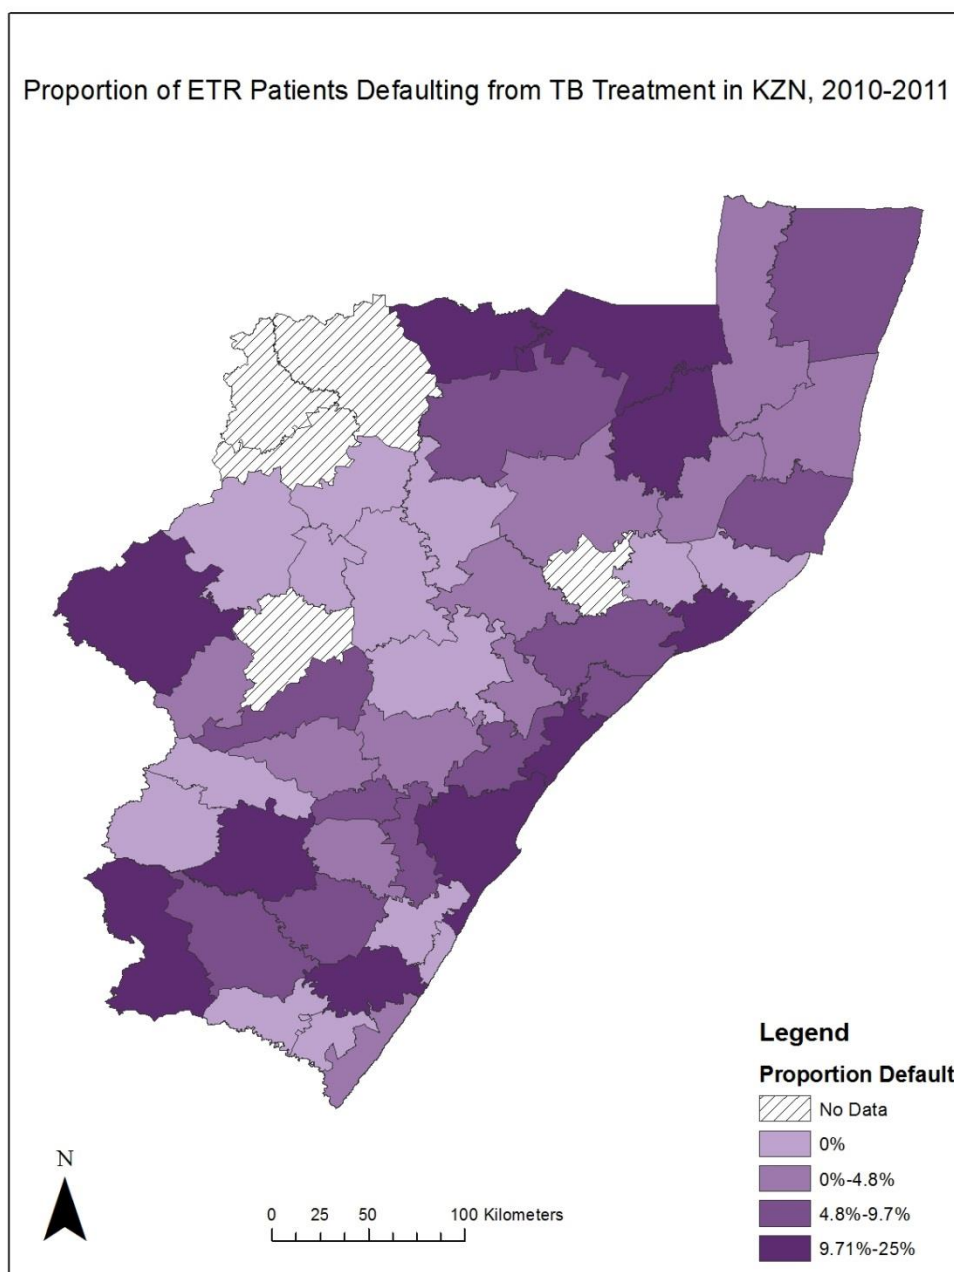 Proportion of ETR Patients Defaulting from TB Treatment in KZN, 2010-2011
Legend
Proportion Default
No Data
0%
0%-4.8%
4.8%-9.7%
9.71%-25%
N
0 25 50 100 Kilometers